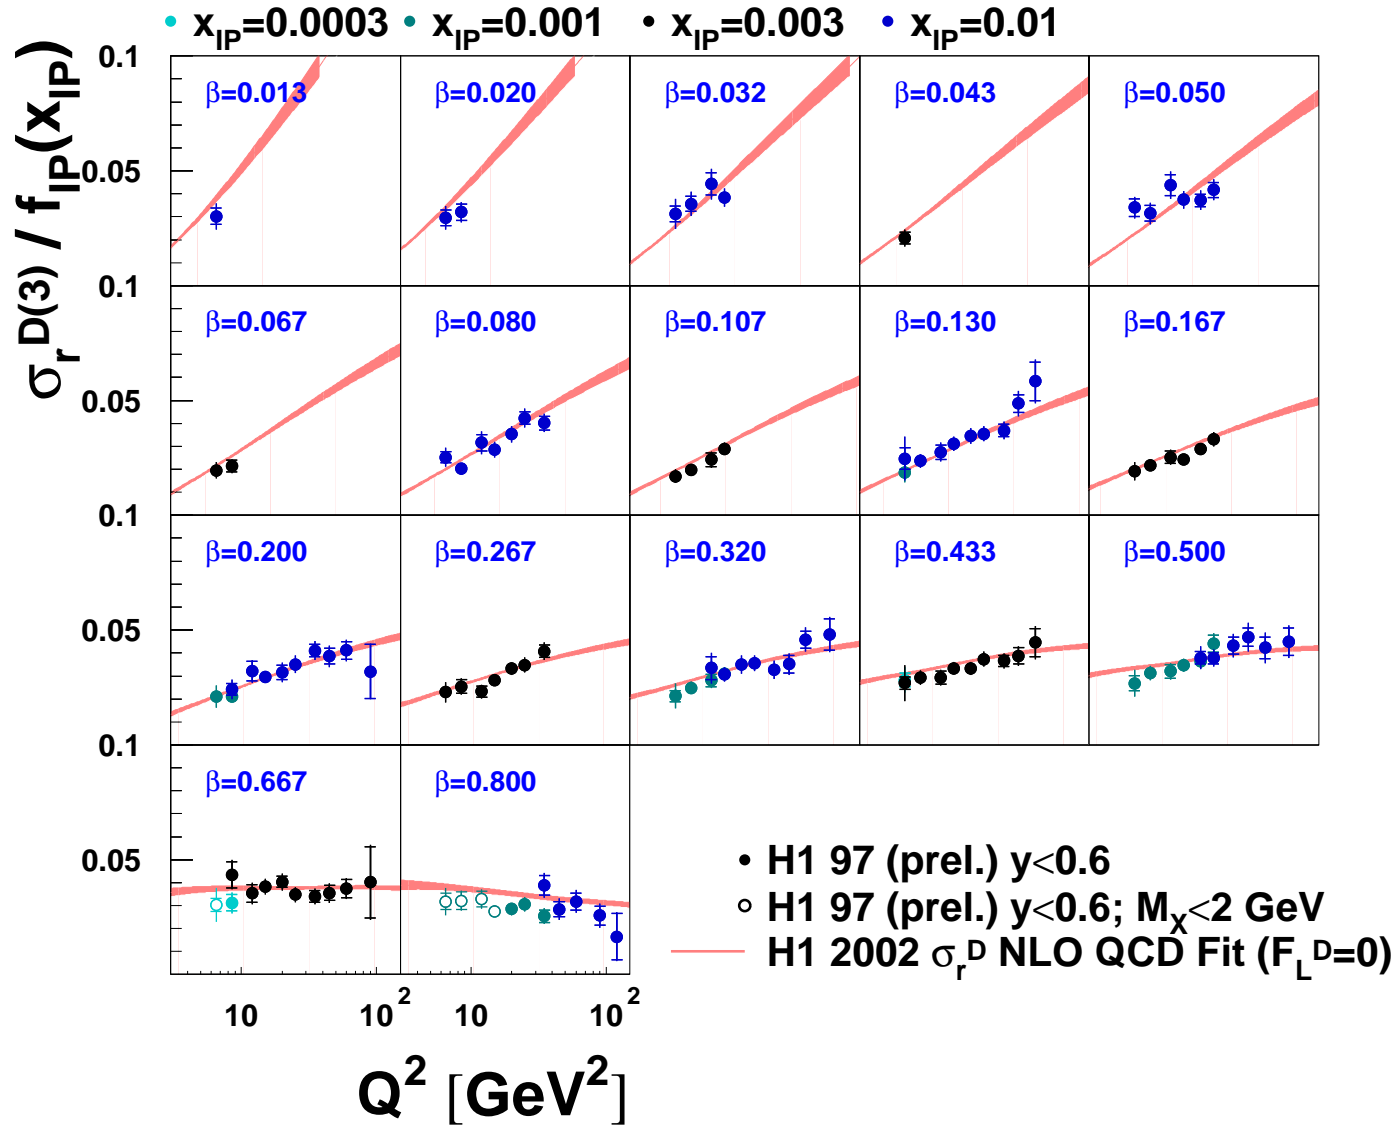 x_IP=0.0003 x_IP=0.001 x_IP=0.003 x_IP=0.01
σ_r^D(3) / f_IP(x_IP)
0.1
β=0.013 β=0.020 β=0.032 β=0.043 β=0.050
0.05
0.1
β=0.067 β=0.080 β=0.107 β=0.130 β=0.167
0.05
0.1
β=0.200 β=0.267 β=0.320 β=0.433 β=0.500
0.05
0.1
β=0.667 β=0.800
0.05
H1 97 (prel.) y<0.6
H1 97 (prel.) y<0.6; M_X<2 GeV
H1 2002 σ_r^D NLO QCD Fit (F_L^D=0)
10 10^2 10 10^2
Q^2 [GeV^2]